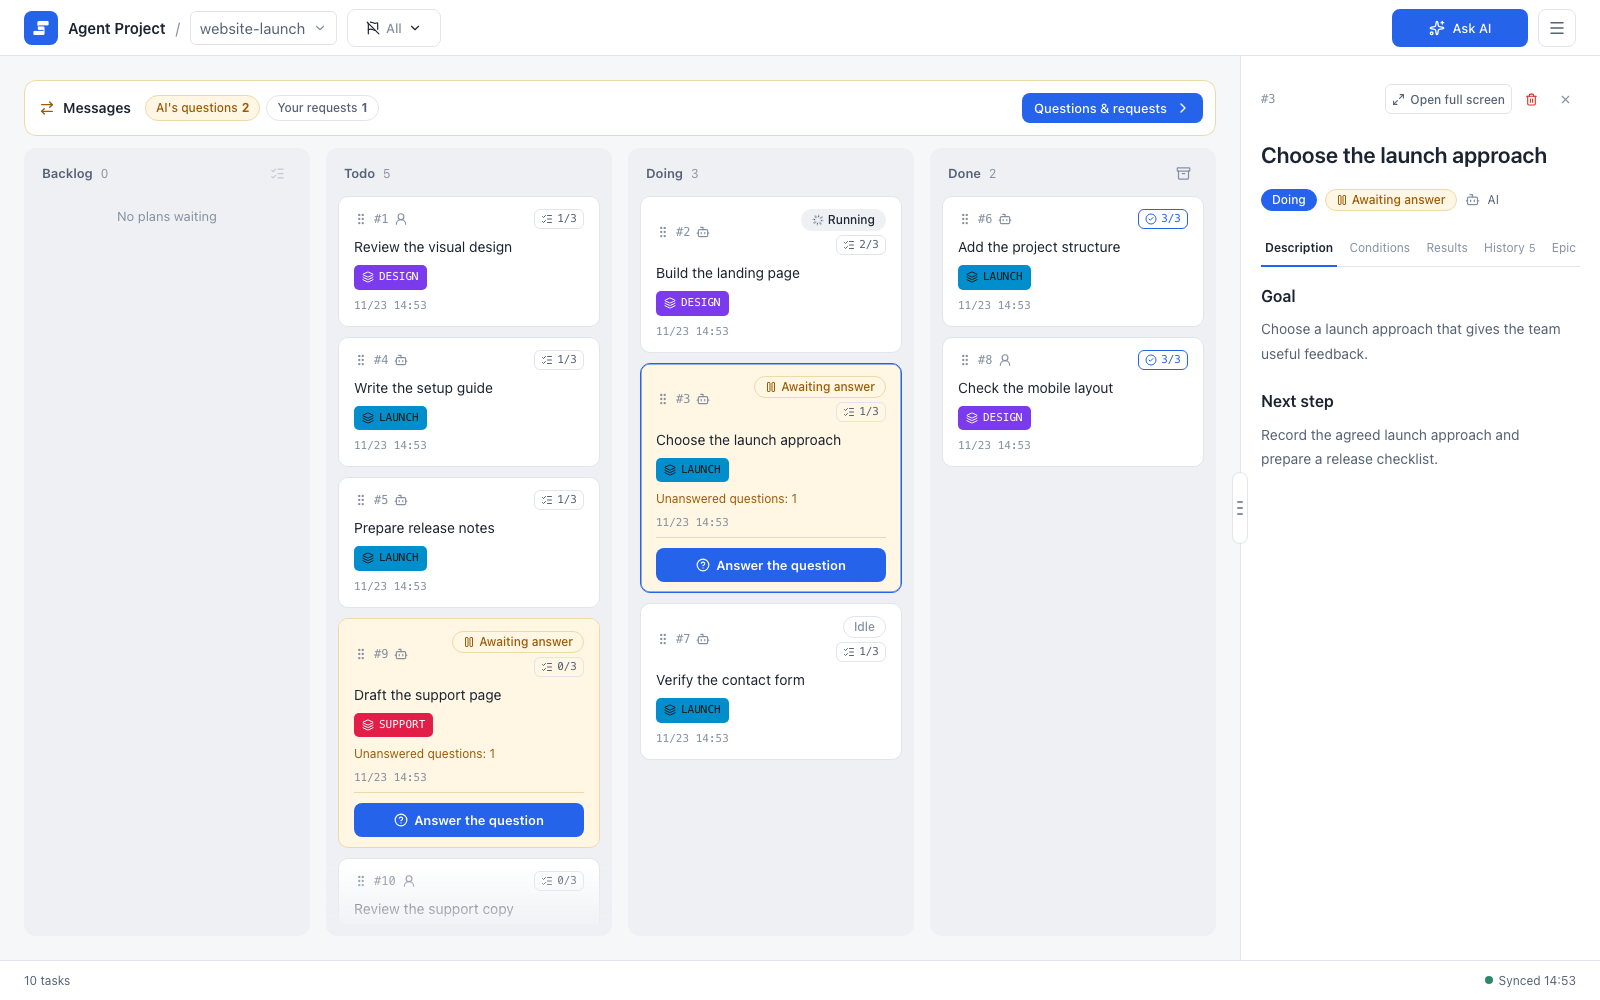 Agent Project / website-launch All Ask AI
Messages AI's questions 2 Your requests 1 Questions & requests
Backlog 0
No plans waiting
Todo 5
#1 1/3
Review the visual design
DESIGN
11/23 14:53
#4 1/3
Write the setup guide
LAUNCH
11/23 14:53
#5 1/3
Prepare release notes
LAUNCH
11/23 14:53
Awaiting answer
#9 0/3
Draft the support page
SUPPORT
Unanswered questions: 1
11/23 14:53
Answer the question
#10 0/3
Review the support copy
Doing 3
Running
#2 2/3
Build the landing page
DESIGN
11/23 14:53
Awaiting answer
#3 1/3
Choose the launch approach
LAUNCH
Unanswered questions: 1
11/23 14:53
Answer the question
Idle
#7 1/3
Verify the contact form
LAUNCH
11/23 14:53
Done 2
#6 3/3
Add the project structure
LAUNCH
11/23 14:53
#8 3/3
Check the mobile layout
DESIGN
11/23 14:53
#3 Open full screen
Choose the launch approach
Doing Awaiting answer AI
Description Conditions Results History 5 Epic
Goal
Choose a launch approach that gives the team
useful feedback.
Next step
Record the agreed launch approach and
prepare a release checklist.
10 tasks Synced 14:53